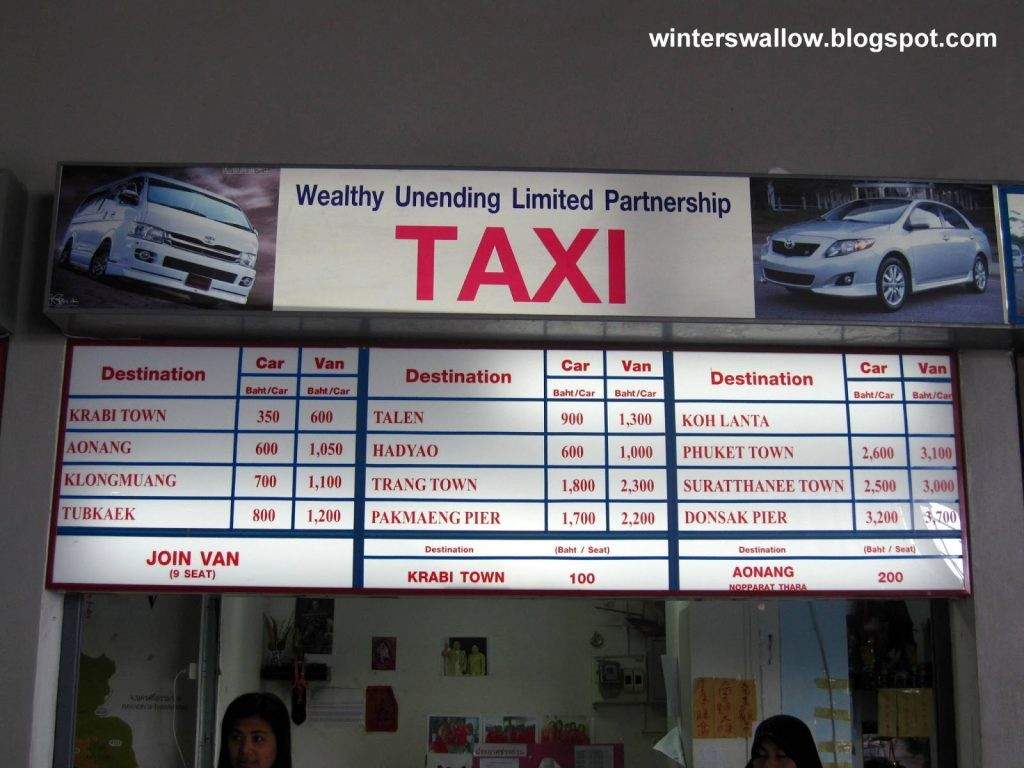 winterswallow.blogspot.com
Wealthy Unending Limited Partnership
TAXI
Destination Car Van
Baht/Car Baht/Car
KRABI TOWN 350 600
AONANG 600 1,050
KLONGMUANG 700 1,100
TUBKAEK 800 1,200
Destination Car Van
Baht/Car Baht/Car
TALEN 900 1,300
HADYAO 600 1,000
TRANG TOWN 1,800 2,300
PAKMAENG PIER 1,700 2,200
Destination Car Van
Baht/Car Baht/Car
KOH LANTA
PHUKET TOWN 2,600 3,100
SURATTHANEE TOWN 2,500 3,000
DONSAK PIER 3,200 3,700
JOIN VAN
(9 SEAT)
Destination (Baht / Seat)
KRABI TOWN 100
Destination (Baht / Seat)
AONANG 200
NOPPARAT THARA